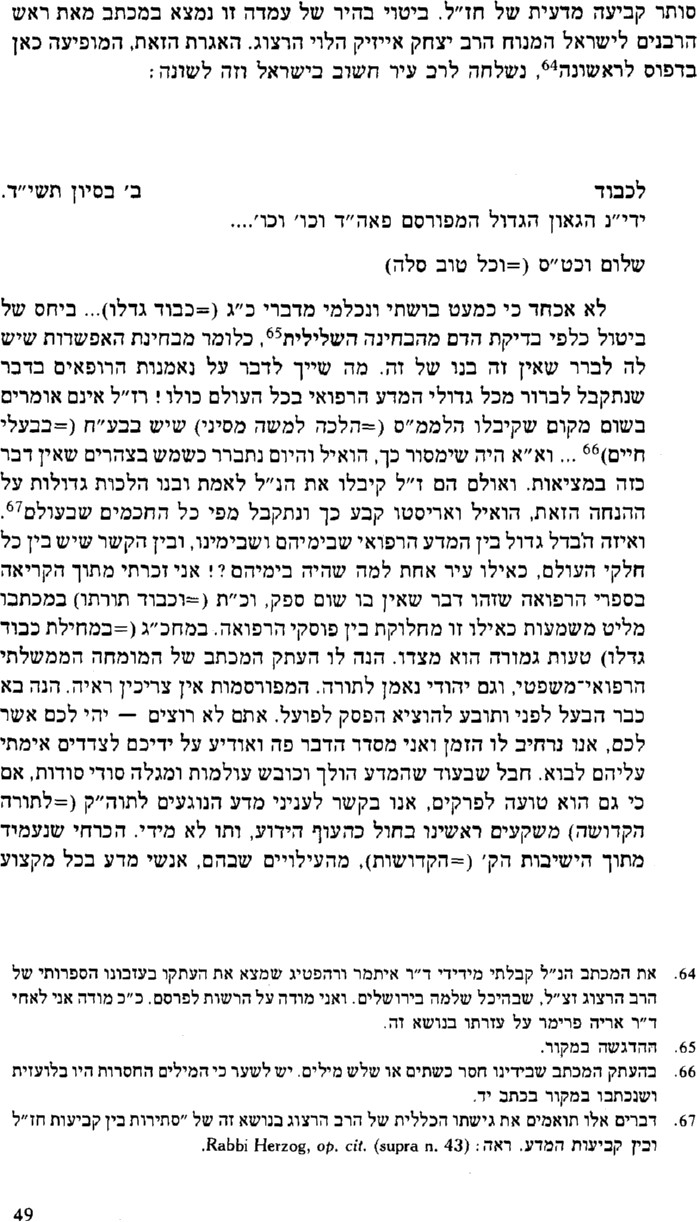 סותר קביעה מדעית של חז״ל. ביטוי בהיר של עמדה זו נמצא במכתב מאת ראש
הרבנים לישראל המנוח הרב יצחק אייזיק הלוי הרצוג. האגרת הזאת, המופיעה כאן
בדפוס לראשונה64, נשלחה לרב עיר חשוב בישראל וזה לשונה:
לכבוד ב׳ בסיון תשי״ד.
ידי״נ הגאון הגדול המפורסם פאה״ד וכו׳ וכו׳....
שלום וכט״ס (=וכל טוב סלה)
לא אכחד כי כמעט בושתי ונכלמי מדברי כ״ג (=כבוד גדלו)... ביחס של
ביטול כלפי בדיקת הדם מהבחינה השלילית65, כלומר מבחינת האפשרות שיש
לה לברר שאין זה בנו של זה. מה שייך לדבר על נאמנות הרופאים בדבר
שנתקבל לברור מכל גדולי המדע הרפואי בכל העולם כולו! רז״ל אינם אומרים
בשום מקום שקיבלו הלממ״ס (=הלכה למשה מסיני) שיש בבע״ח (=בבעלי
חיים)66 ... וא״א היה שימסור כך, הואיל והיום נתברר כשמש בצהרים שאין דבר
כזה במציאות. ואולם הם ז״ל קיבלו את הנ״ל לאמת ובנו הלכות גדולות על
ההנחה הזאת, הואיל ואריסטו קבע כך ונתקבל מפי כל החכמים שבעולם67.
ואיזה הבדל גדול בין המדע הרפואי שבימיהם ושבימינו, ובין הקשר שיש בין כל
חלקי העולם, כאילו עיר אחת למה שהיה בימיהם?! אני זכרתי מתוך הקריאה
בספרי הרפואה שזהו דבר שאין בו שום ספק, וכ״ת (=וכבוד תורתו) במכתבו
מליט משמעות כאילו זו מחלוקת בין פוסקי הרפואה. במחכ״ג (=במחילת כבוד
גדלו) טעות גמורה הוא מצדו. הנה לו העתק המכתב של המומחה הממשלתי
הרפואי־משפטי, וגם יהודי נאמן לתורה. המפורסמות אין צריכין ראיה. הנה בא
כבר הבעל לפני ותובע להוציא הפסק לפועל. אתם לא רוצים — יהי לכם אשר
לכם, אנו נרחיב לו הזמן ואני מסדר הדבר פה ואודיע על ידיכם לצדדים אימתי
עליהם לבוא. חבל שבעוד שהמדע הולך וכובש עולמות ומגלה סודי סודות, אם
כי גם הוא טועה לפרקים, אנו בקשר לעניני מדע הנוגעים לתוה״ק (=לתורה
הקדושה) משקעים ראשינו בחול כהעוף הידוע, ותו לא מידי. הכרחי שנעמיד
מתוך הישיבות הק׳ (=הקדושות), מהעילויים שבהם, אנשי מדע בכל מקצוע
64. את המכתב הנ״ל קבלתי מידידי ד״ר איתמר ורהפטיג שמצא את העתקו בעזבונו הספרותי של
הרב הרצוג זצ״ל, שבהיכל שלמה בירושלים. ואני מודה על הרשות לפרסם. כ״כ מודה אני לאחי
ד״ר אריה פרימר על עזרתו בנושא זה.
65. ההדגשה במקור.
66. בהעתק המכתב שבידינו חסר כשתים או שלש מילים. יש לשער כי המילים החסרות היו בלועזית
ושנכתבו במקור בכתב יד.
67. דברים אלו תואמים את גישתו הכללית של הרב הרצוג בנושא זה של ״סתירות בין קביעות חז״ל
ובין קביעות המדע. ראה: Rabbi Herzog, op. cit. (supra n. 43).
49